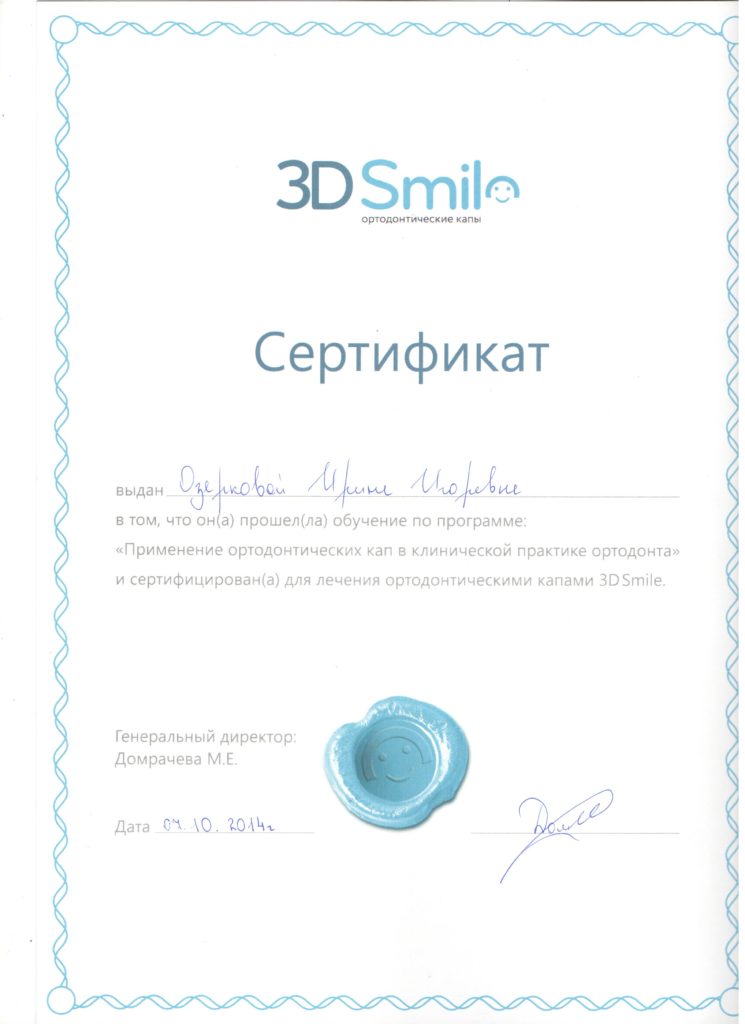 3D Smile
ортодонтические капы
Сертификат
выдан Озерковой Ирине Игоревне
в том, что он(а) прошел(ла) обучение по программе:
«Применение ортодонтических кап в клинической практике ортодонта»
и сертифицирован(а) для лечения ортодонтическими капами 3D Smile.
Генеральный директор:
Домрачева М.Е.
Дата 04.10.2014г